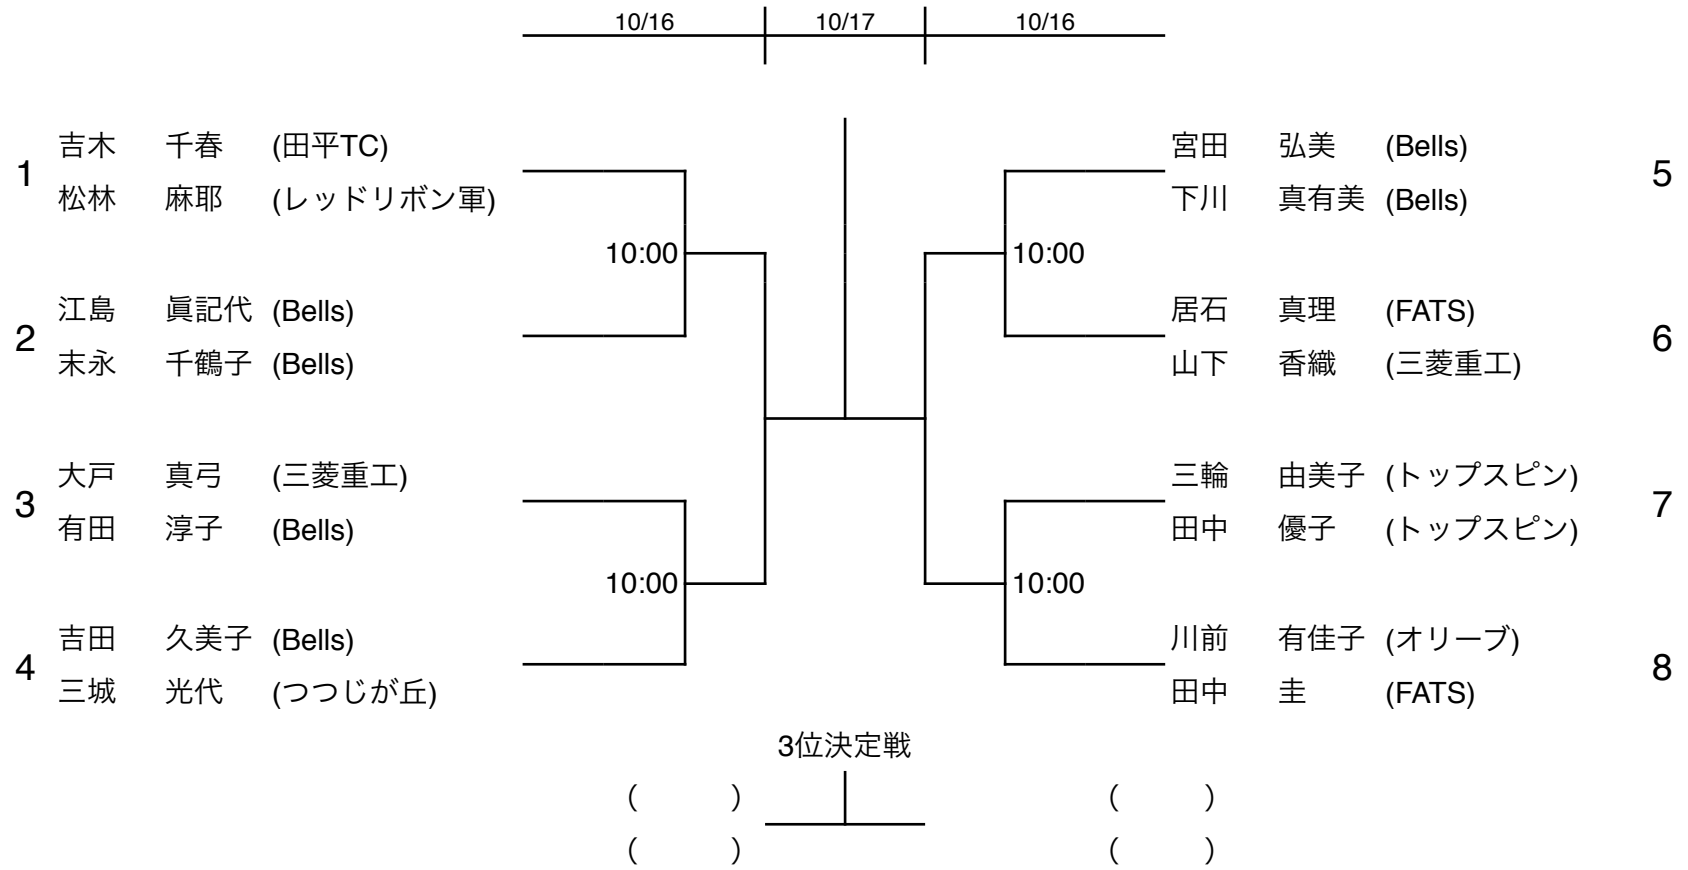 10/16 10/17 10/16
1
吉木 千春 (田平TC)
松林 麻耶 (レッドリボン軍)
10:00
2
江島 眞記代 (Bells)
末永 千鶴子 (Bells)
3
大戸 真弓 (三菱重工)
有田 淳子 (Bells)
10:00
4
吉田 久美子 (Bells)
三城 光代 (つつじが丘)
宮田 弘美 (Bells)
下川 真有美 (Bells)
5
10:00
居石 真理 (FATS)
山下 香織 (三菱重工)
6
三輪 由美子 (トップスピン)
田中 優子 (トップスピン)
7
10:00
川前 有佳子 (オリーブ)
田中 圭 (FATS)
8
3位決定戦
( ) ( )
( ) ( )